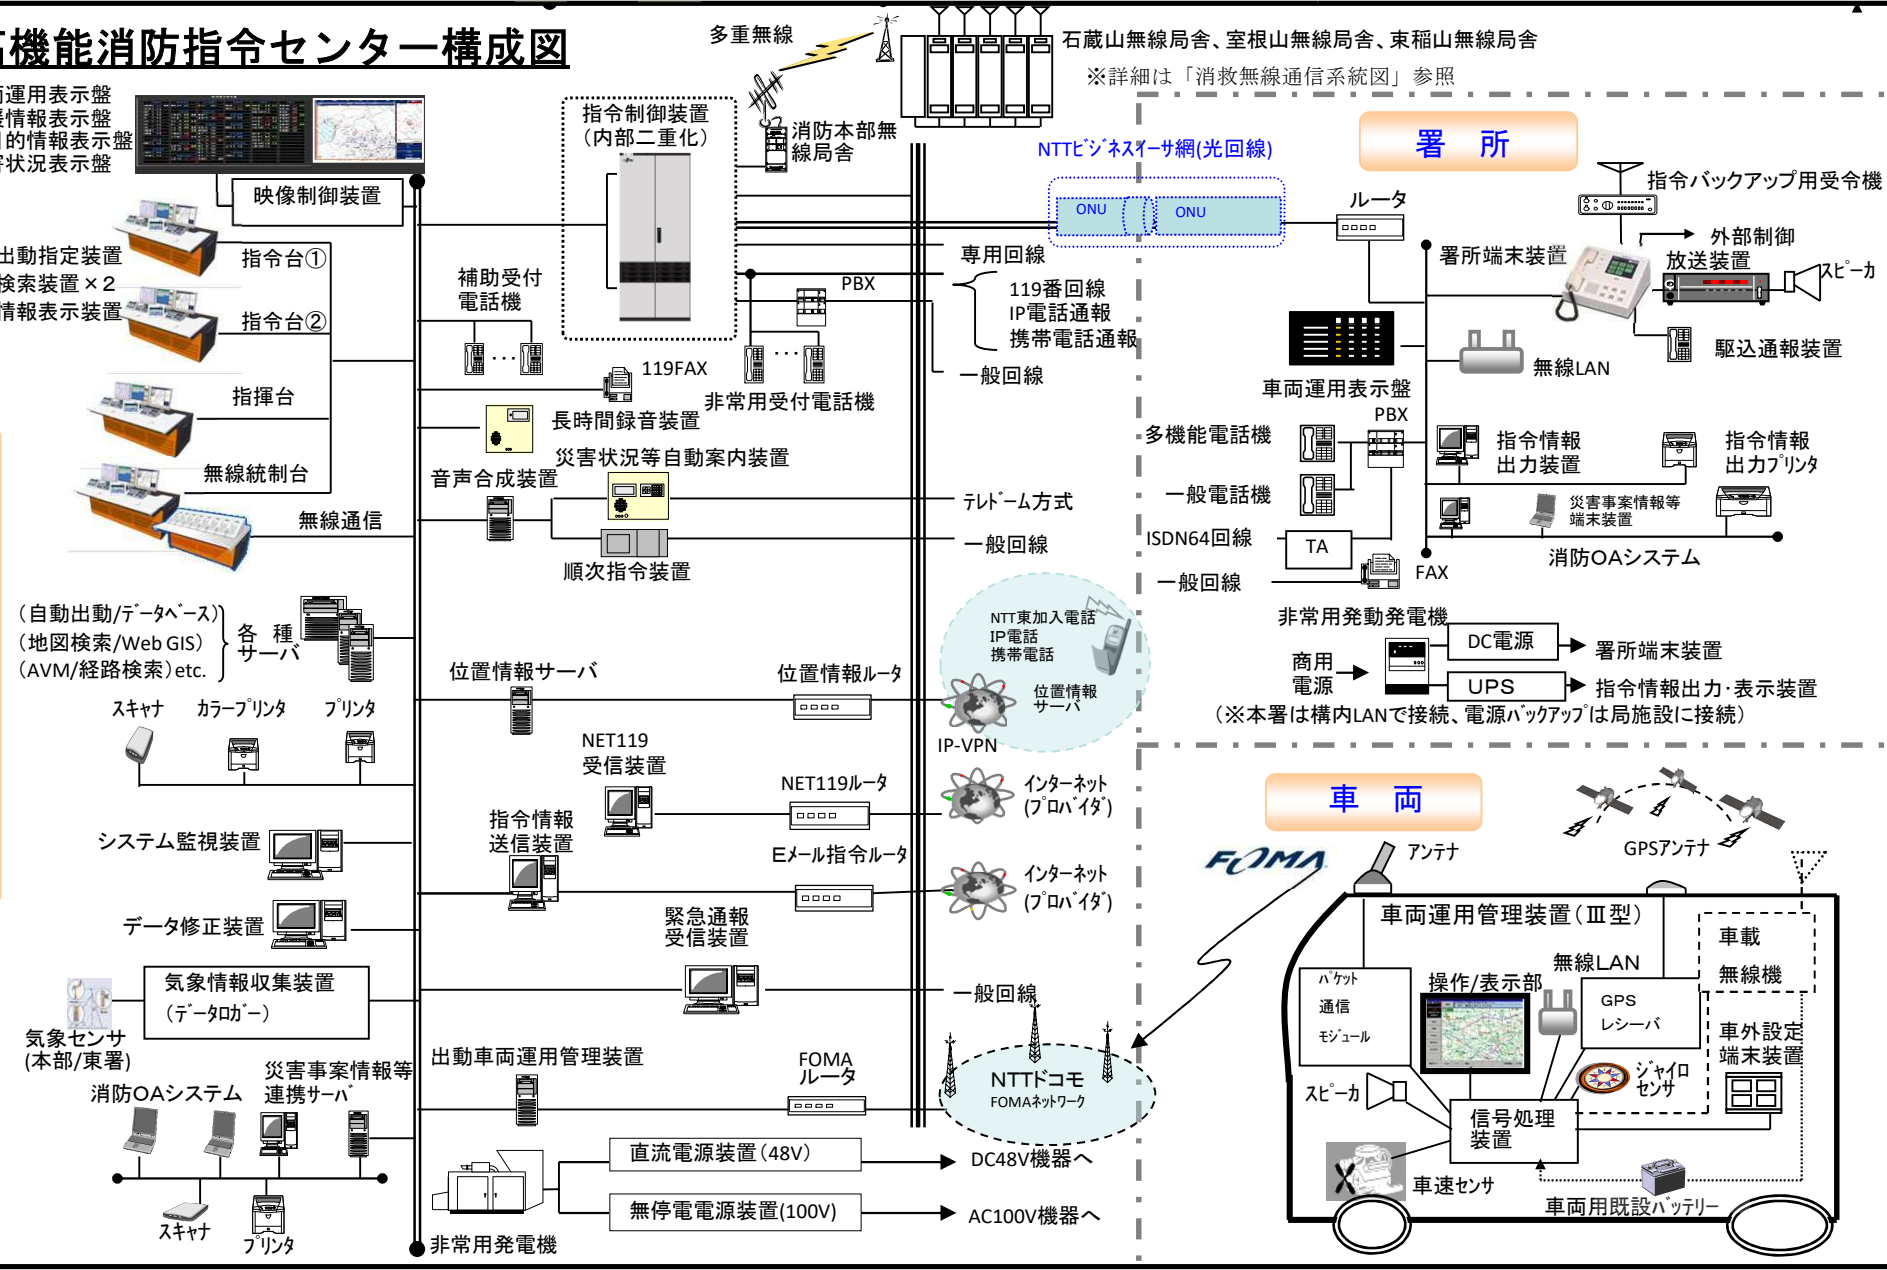 高機能消防指令センター構成図
両運用表示盤
援情報表示盤
目的情報表示盤
害状況表示盤
映像制御装置
出動指定装置
検索装置×2
情報表示装置
指令台①
指令台②
指揮台
無線統制台
無線通信
(自動出動/データベース)
(地図検索/Web GIS)
(AVM/経路検索)etc.
各種
サーバ
スキャナ
カラープリンタ
プリンタ
システム監視装置
データ修正装置
気象情報収集装置
(データロガー)
気象センサ
(本部/東署)
消防OAシステム
災害事案情報等
連携サーバ
スキャナ
プリンタ
多重無線
指令制御装置
(内部二重化)
消防本部無
線局舎
石蔵山無線局舎、室根山無線局舎、束稲山無線局舎
※詳細は「消救無線通信系統図」参照
補助受付
電話機
・・・
119FAX
PBX
・・・
非常用受付電話機
専用回線
119番回線
IP電話通報
携帯電話通報
一般回線
長時間録音装置
災害状況等自動案内装置
音声合成装置
順次指令装置
テレドーム方式
一般回線
NTT東加入電話
IP電話
携帯電話
位置情報サーバ
位置情報ルータ
位置情報
サーバ
IP-VPN
NET119
受信装置
NET119ルータ
インターネット
(プロバイダ)
指令情報
送信装置
Eメール指令ルータ
インターネット
(プロバイダ)
緊急通報
受信装置
一般回線
出動車両運用管理装置
FOMA
ルータ
NTTドコモ
FOMAネットワーク
直流電源装置(48V)
DC48V機器へ
無停電電源装置(100V)
AC100V機器へ
非常用発電機
NTTビジネスイーサ網(光回線)
ONU
ONU
署所
ルータ
指令バックアップ用受令機
外部制御
署所端末装置
放送装置
スピーカ
駆込通報装置
無線LAN
車両運用表示盤
PBX
多機能電話機
一般電話機
指令情報
出力装置
指令情報
出力プリンタ
災害事案情報等
端末装置
消防OAシステム
ISDN64回線
TA
一般回線
FAX
非常用発動発電機
商用
電源
DC電源
署所端末装置
UPS
指令情報出力・表示装置
(※本署は構内LANで接続、電源バックアップは局施設に接続)
車両
GPSアンテナ
FOMA
アンテナ
車両運用管理装置(Ⅲ型)
車載
無線機
パケット
通信
モジュール
操作/表示部
無線LAN
GPS
レシーバ
車外設定
端末装置
ジャイロ
センサ
スピーカ
信号処理
装置
車速センサ
車両用既設バッテリー